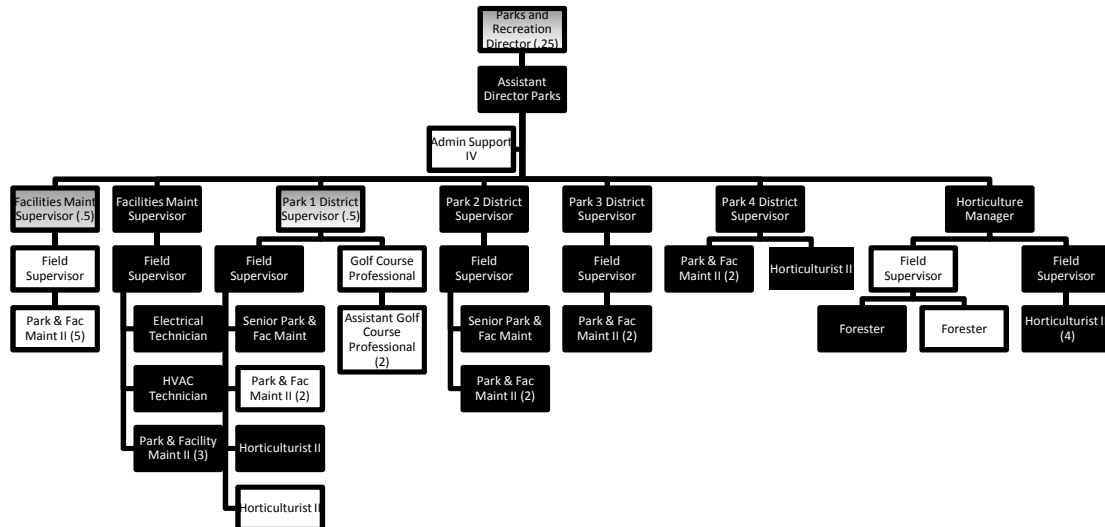 Parks and
Recreation
Director (.25)
Assistant
Director Parks
Admin Support
IV
Facilities Maint
Supervisor (.5)
Facilities Maint
Supervisor
Park 1 District
Supervisor (.5)
Park 2 District
Supervisor
Park 3 District
Supervisor
Park 4 District
Supervisor
Horticulture
Manager
Field
Supervisor
Field
Supervisor
Field
Supervisor
Golf Course
Professional
Field
Supervisor
Field
Supervisor
Park & Fac
Maint II (2)
Horticulturist II
Field
Supervisor
Field
Supervisor
Park & Fac
Maint II (5)
Electrical
Technician
Senior Park &
Fac Maint
Assistant Golf
Course
Professional
(2)
Senior Park &
Fac Maint
Park & Fac
Maint II (2)
Forester
Forester
Horticulturist I
(4)
HVAC
Technician
Park & Fac
Maint II (2)
Park & Fac
Maint II (2)
Park & Facility
Maint II (3)
Horticulturist II
Horticulturist II